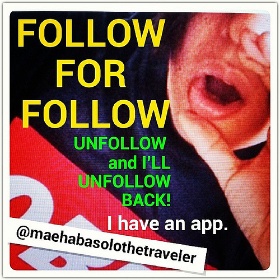 FOLLOW
FOR
FOLLOW
UNFOLLOW
and I'LL
UNFOLLOW
BACK!
I have an app.
@maehabasolothetraveler